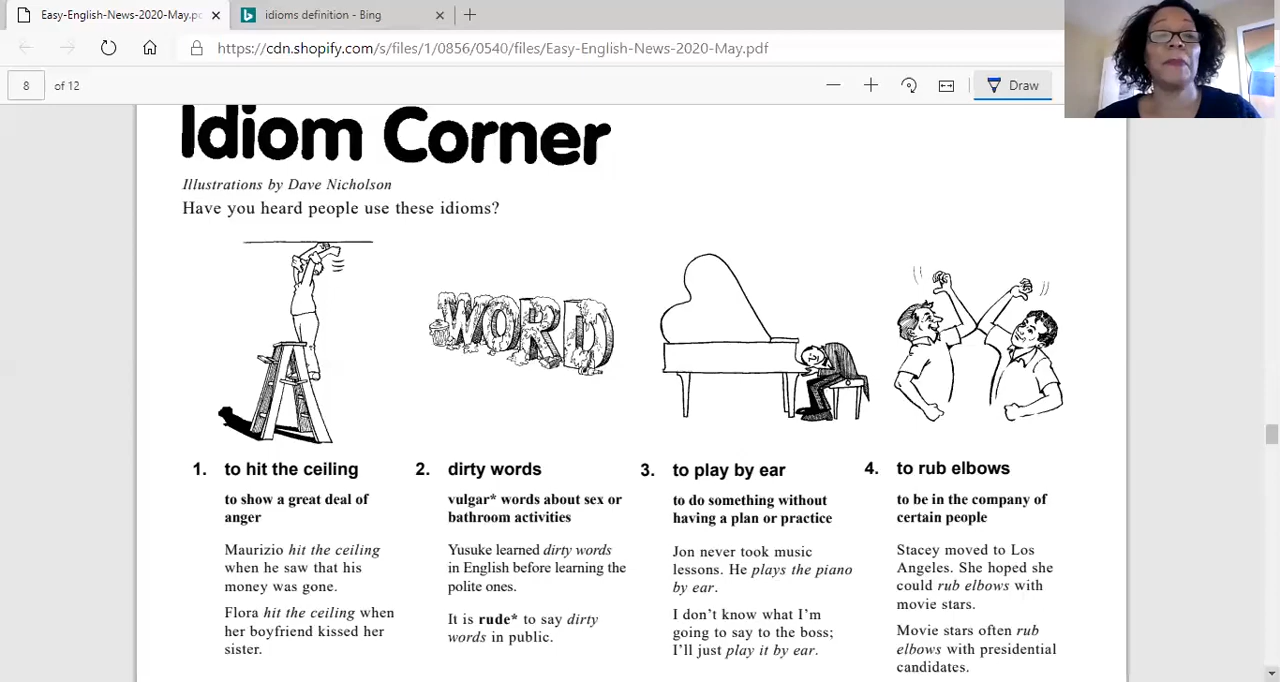 Easy-English-News-2020-May.pc
idioms definition - Bing
https://cdn.shopify.com/s/files/1/0856/0540/files/Easy-English-News-2020-May.pdf
8 of 12
Draw
Idiom Corner
Illustrations by Dave Nicholson
Have you heard people use these idioms?
WORD
1. to hit the ceiling
to show a great deal of
anger
Maurizio hit the ceiling
when he saw that his
money was gone.
Flora hit the ceiling when
her boyfriend kissed her
sister.
2. dirty words
vulgar* words about sex or
bathroom activities
Yusuke learned dirty words
in English before learning the
polite ones.
It is rude* to say dirty
words in public.
3. to play by ear
to do something without
having a plan or practice
Jon never took music
lessons. He plays the piano
by ear.
I don't know what I'm
going to say to the boss;
I'll just play it by ear.
4. to rub elbows
to be in the company of
certain people
Stacey moved to Los
Angeles. She hoped she
could rub elbows with
movie stars.
Movie stars often rub
elbows with presidential
candidates.